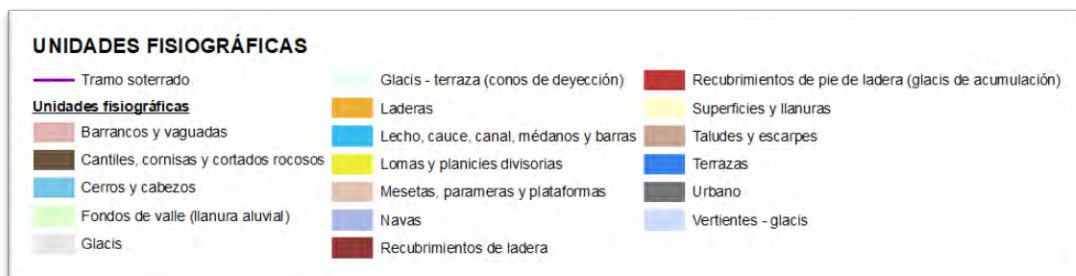 UNIDADES FISIOGRÁFICAS
Tramo soterrado
Unidades fisiográficas
Barrancos y vaguadas
Cantiles, cornisas y cortados rocosos
Cerros y cabezos
Fondos de valle (llanura aluvial)
Glacis
Glacis - terraza (conos de deyección)
Laderas
Lecho, cauce, canal, médanos y barras
Lomas y planicies divisorias
Mesetas, parameras y plataformas
Navas
Recubrimientos de ladera
Recubrimientos de pie de ladera (glacis de acumulación)
Superficies y llanuras
Taludes y escarpes
Terrazas
Urbano
Vertientes - glacis